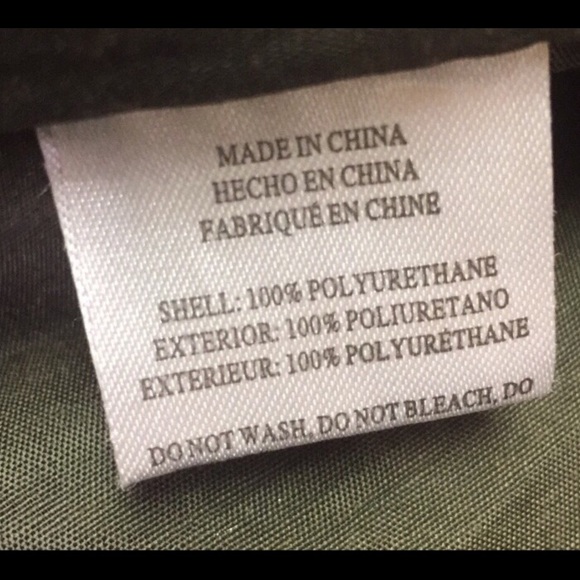 MADE IN CHINA
HECHO EN CHINA
FABRIQUÉ EN CHINE
SHELL: 100% POLYURETHANE
EXTERIOR: 100% POLIURETANO
EXTERIEUR: 100% POLYURÉTHANE
DO NOT WASH, DO NOT BLEACH, DO